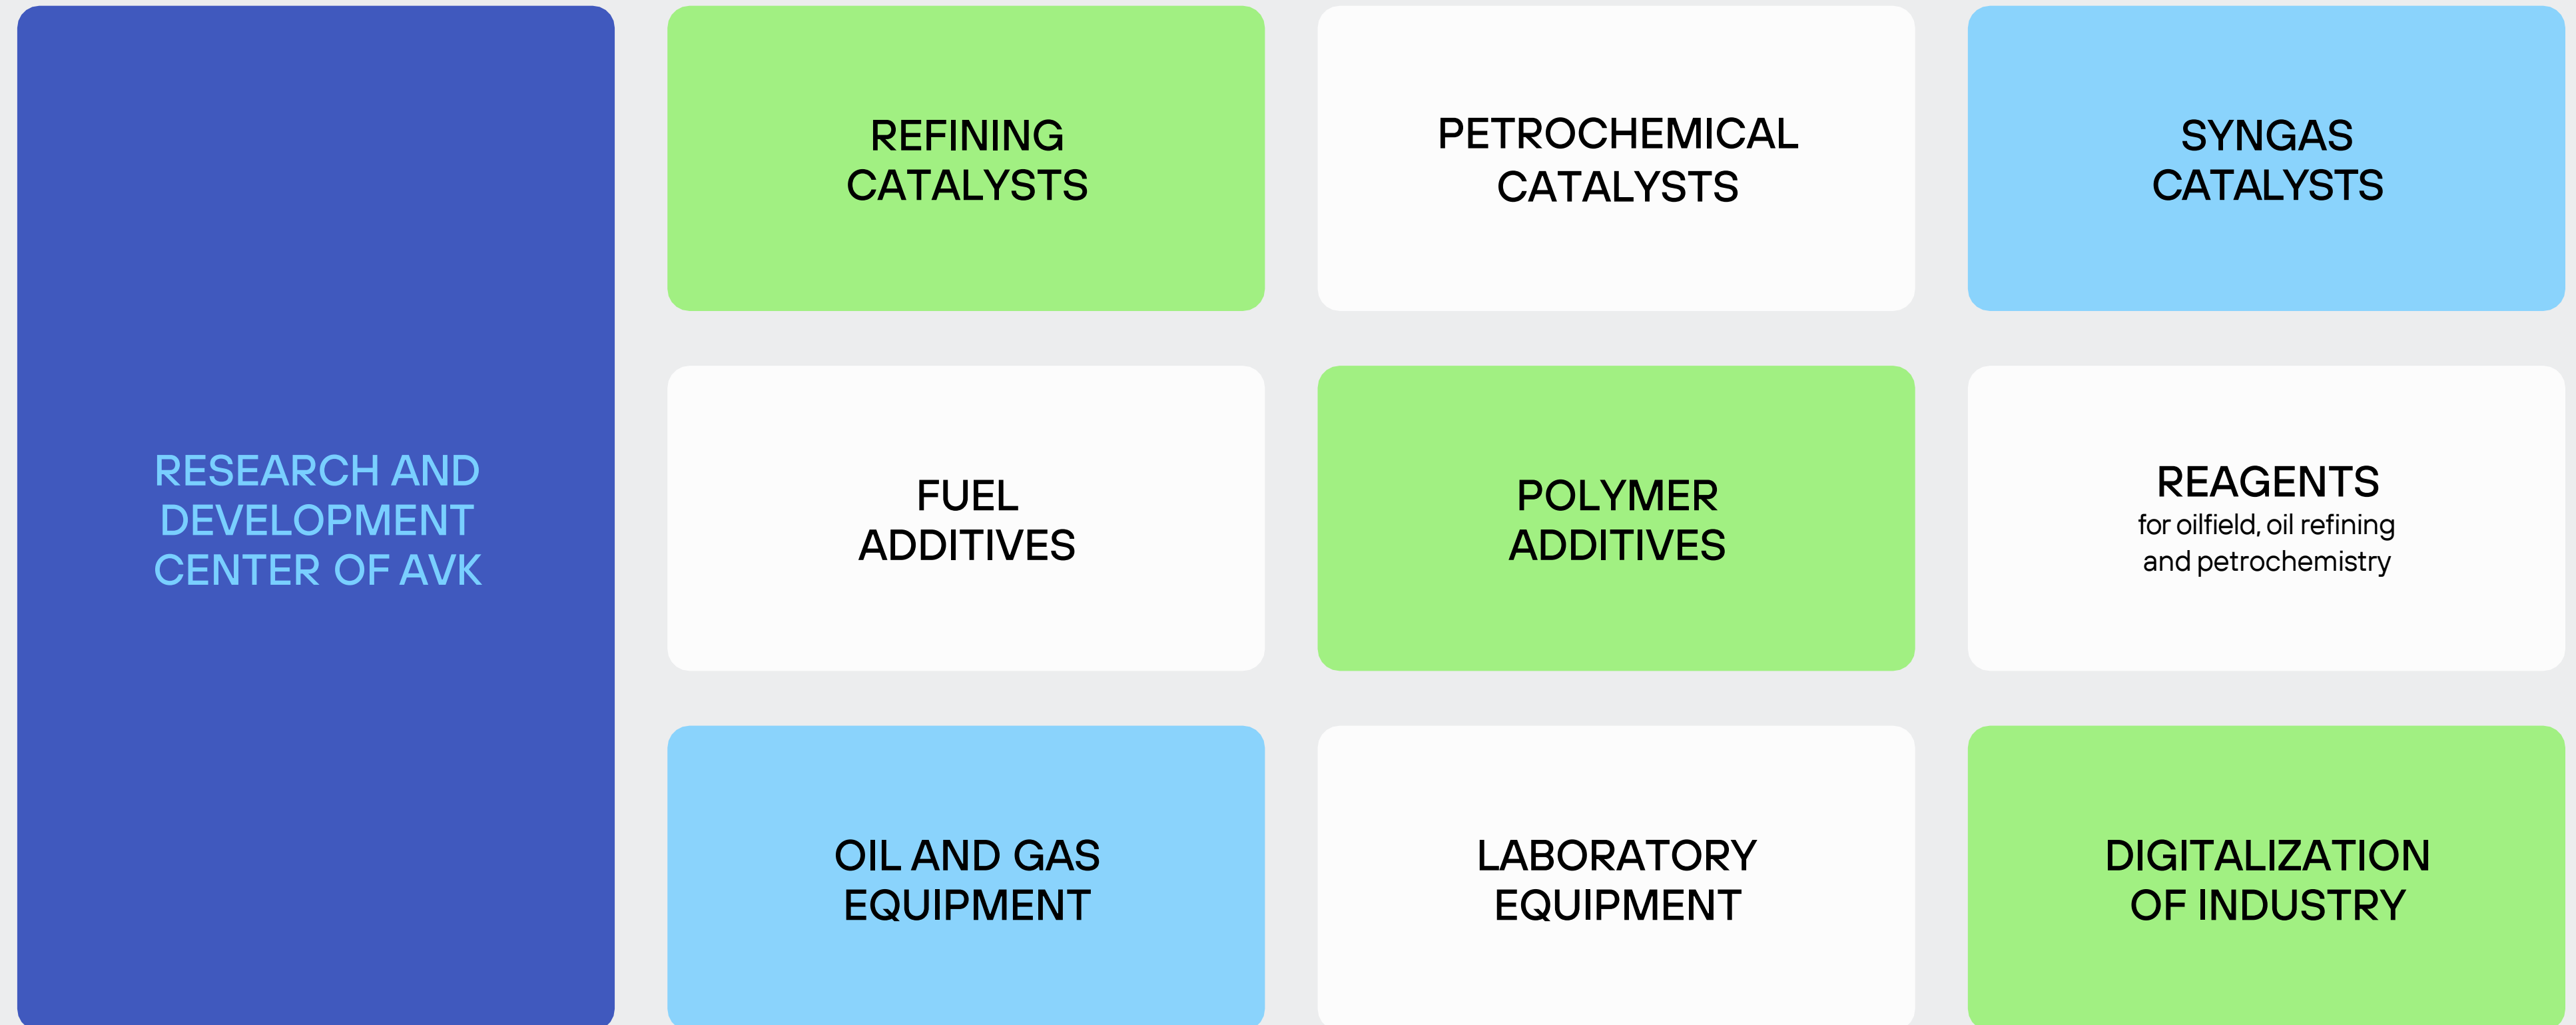 RESEARCH AND
DEVELOPMENT
CENTER OF AVK
REFINING
CATALYSTS
PETROCHEMICAL
CATALYSTS
SYNGAS
CATALYSTS
FUEL
ADDITIVES
POLYMER
ADDITIVES
REAGENTS
for oilfield, oil refining
and petrochemistry
OIL AND GAS
EQUIPMENT
LABORATORY
EQUIPMENT
DIGITALIZATION
OF INDUSTRY